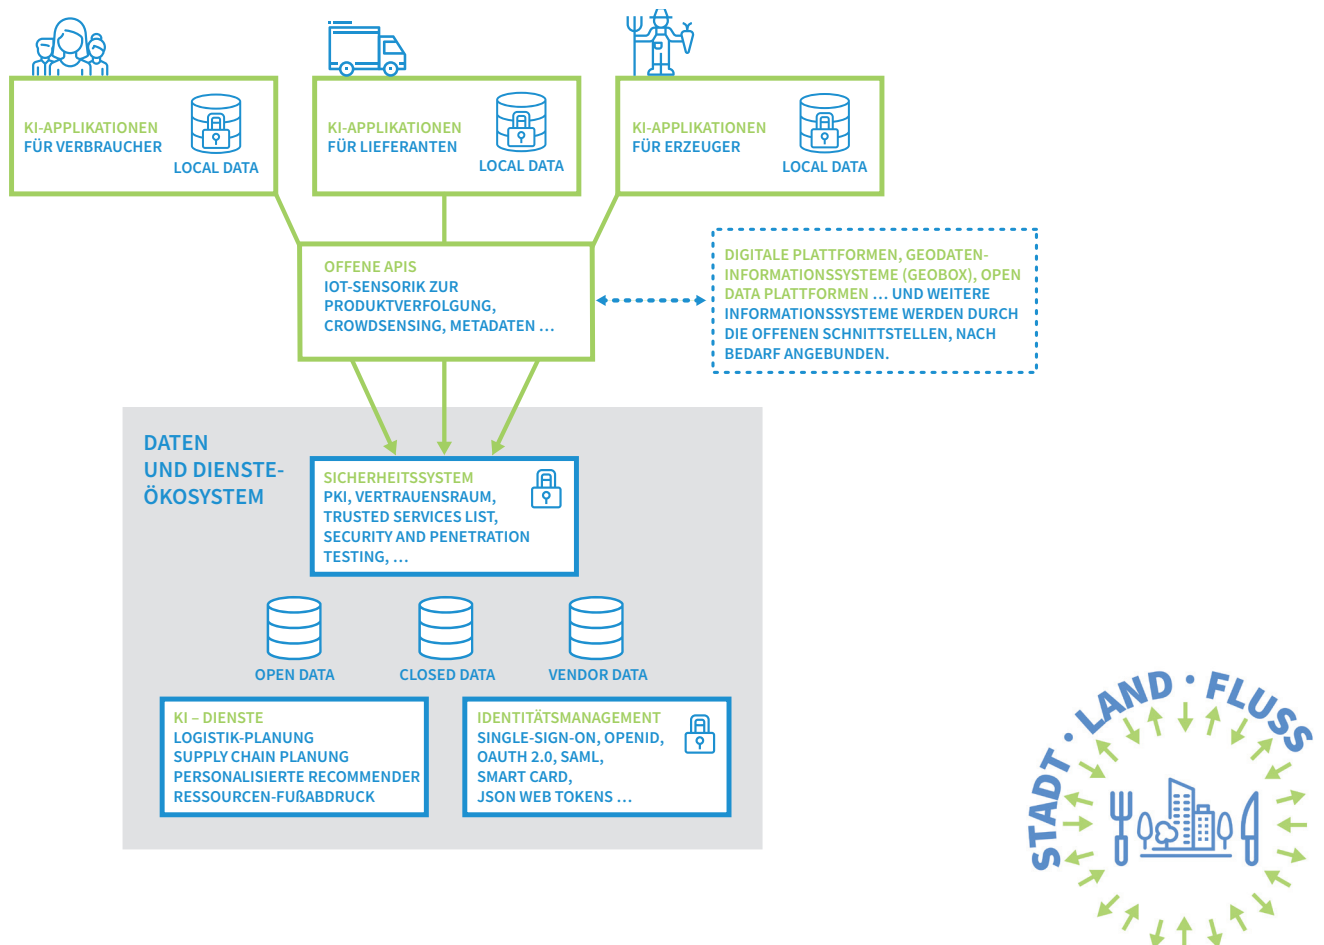 KI-APPLIKATIONEN
FÜR VERBRAUCHER
LOCAL DATA
KI-APPLIKATIONEN
FÜR LIEFERANTEN
LOCAL DATA
KI-APPLIKATIONEN
FÜR ERZEUGER
LOCAL DATA
OFFENE APIS
IOT-SENSORIK ZUR
PRODUKTVERFOLGUNG,
CROWDSENSING, METADATEN …
DIGITALE PLATTFORMEN, GEODATEN-
INFORMATIONSSYSTEME (GEOBOX), OPEN
DATA PLATTFORMEN … UND WEITERE
INFORMATIONSSYSTEME WERDEN DURCH
DIE OFFENEN SCHNITTSTELLEN, NACH
BEDARF ANGEBUNDEN.
DATEN
UND DIENSTE-
ÖKOSYSTEM
SICHERHEITSSYSTEM
PKI, VERTRAUENSRAUM,
TRUSTED SERVICES LIST,
SECURITY AND PENETRATION
TESTING, …
OPEN DATA
CLOSED DATA
VENDOR DATA
KI – DIENSTE
LOGISTIK-PLANUNG
SUPPLY CHAIN PLANUNG
PERSONALISIERTE RECOMMENDER
RESSOURCEN-FUßABDRUCK
IDENTITÄTSMANAGEMENT
SINGLE-SIGN-ON, OPENID,
OAUTH 2.0, SAML,
SMART CARD,
JSON WEB TOKENS …
STADT · LAND · FLUSS